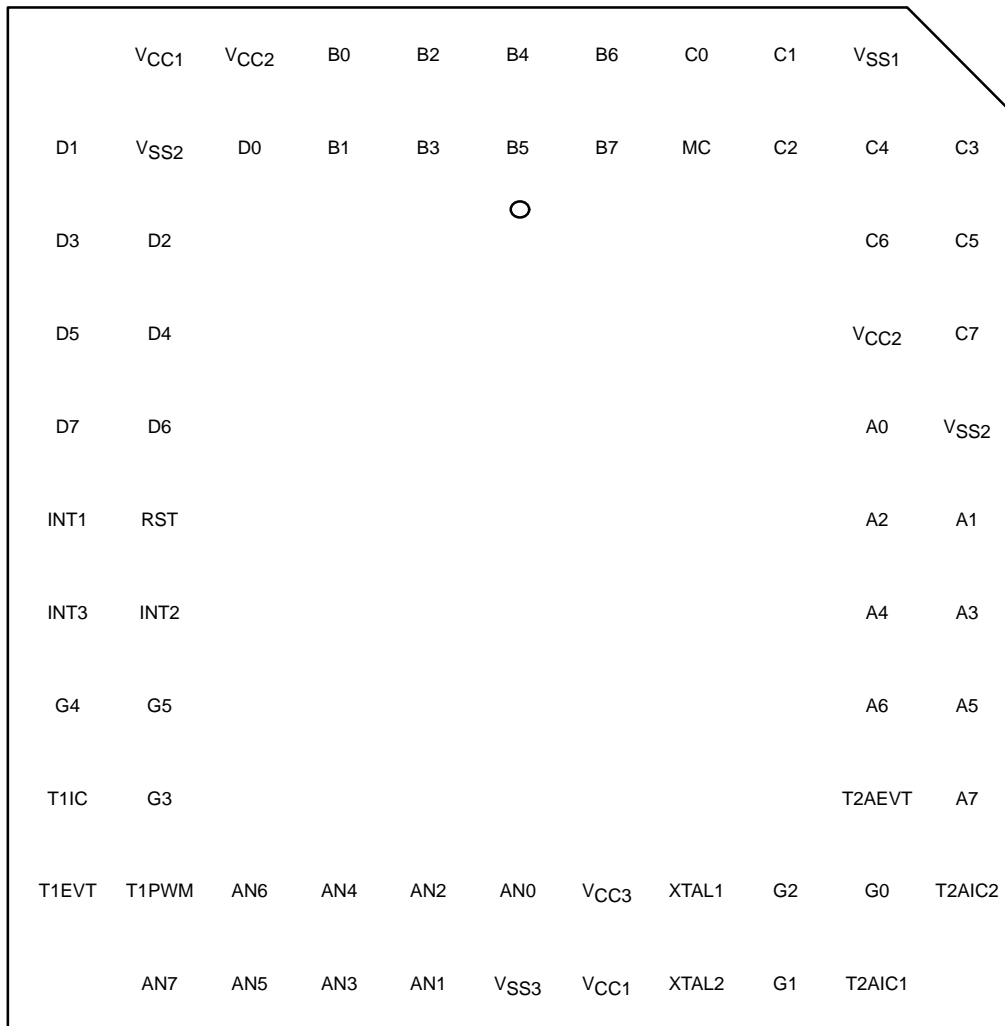 VCC1 VCC2 B0 B2 B4 B6 C0 C1 VSS1
D1 VSS2 D0 B1 B3 B5 B7 MC C2 C4 C3
D3 D2 C6 C5
D5 D4 VCC2 C7
D7 D6 A0 VSS2
INT1 RST A2 A1
INT3 INT2 A4 A3
G4 G5 A6 A5
T1IC G3 T2AEVT A7
T1EVT T1PWM AN6 AN4 AN2 AN0 VCC3 XTAL1 G2 G0 T2AIC2
AN7 AN5 AN3 AN1 VSS3 VCC1 XTAL2 G1 T2AIC1